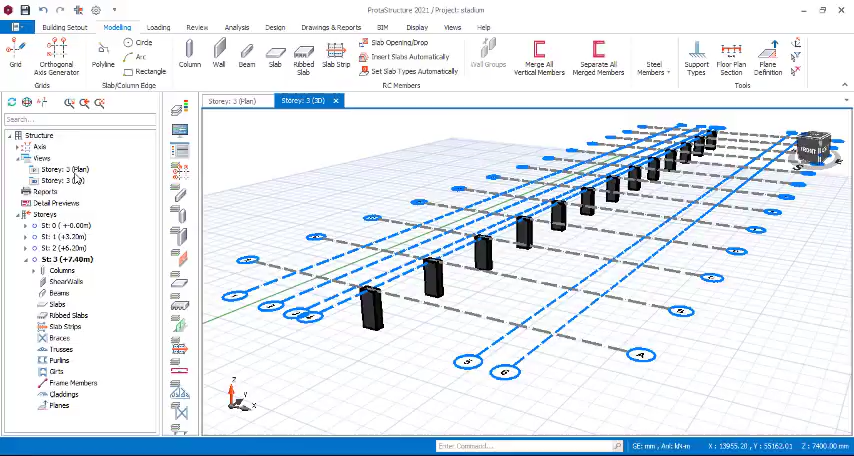 ProtaStructure 2021 / Project: stadium
Building Setout
Modelling
Loading
Review
Analysis
Design
Drawings & Reports
BIM
Display
Views
Help
Grid
Orthogonal Axis Generator
Polyline
Circle
Arc
Rectangle
Column
Wall
Beam
Slab
Ribbed Slab
Slab Strip
Slab Opening/Drop
Insert Slabs Automatically
Set Slab Types Automatically
Wall Groups
Merge All Vertical Members
Separate All Merged Members
Steel Members
Support Types
Floor Plan Section
Plane Definition
Grids
Slab/Column Edge
RC Members
Tools
Storey: 3 (Plan)
Storey: 3 (3D)
Search...
Structure
Axis
Views
Storey: 3 (Plan)
Storey: 3
Reports
Detail Previews
Storeys
St: 0 ( +-0.00m)
St: 1 (+3.20m)
St: 2 (+6.20m)
St: 3 (+7.40m)
Columns
ShearWalls
Beams
Slabs
Ribbed Slabs
Slab Strips
Braces
Trusses
Purlins
Girts
Frame Members
Claddings
Planes
FRONT
1
2
5
6
A
B
Z
Y
X
Enter Command...
GE: mm, Aol: kN-m
X : 13955.20
Y : 55162.01
Z : 7400.00 mm